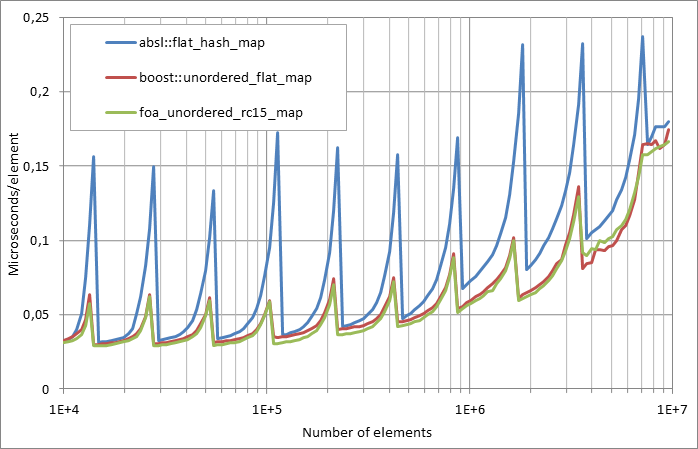 0,25
absl::flat_hash_map
boost::unordered_flat_map
foa_unordered_rc15_map
0,2
0,15
0,1
0,05
0
Microseconds/element
1E+4
1E+5
1E+6
1E+7
Number of elements